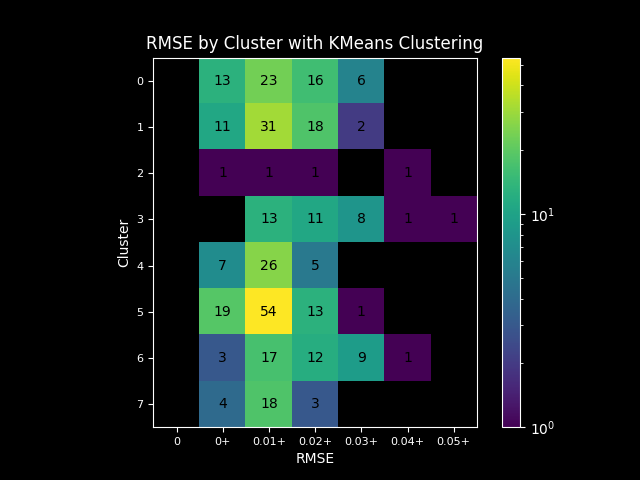 RMSE by Cluster with KMeans Clustering
0 13 23 16 6
1 11 31 18 2
2 1 1 1 1
3 13 11 8 1 1
4 7 26 5
5 19 54 13 1
6 3 17 12 9 1
7 4 18 3
0 0+ 0.01+ 0.02+ 0.03+ 0.04+ 0.05+
RMSE
Cluster
10¹
10⁰